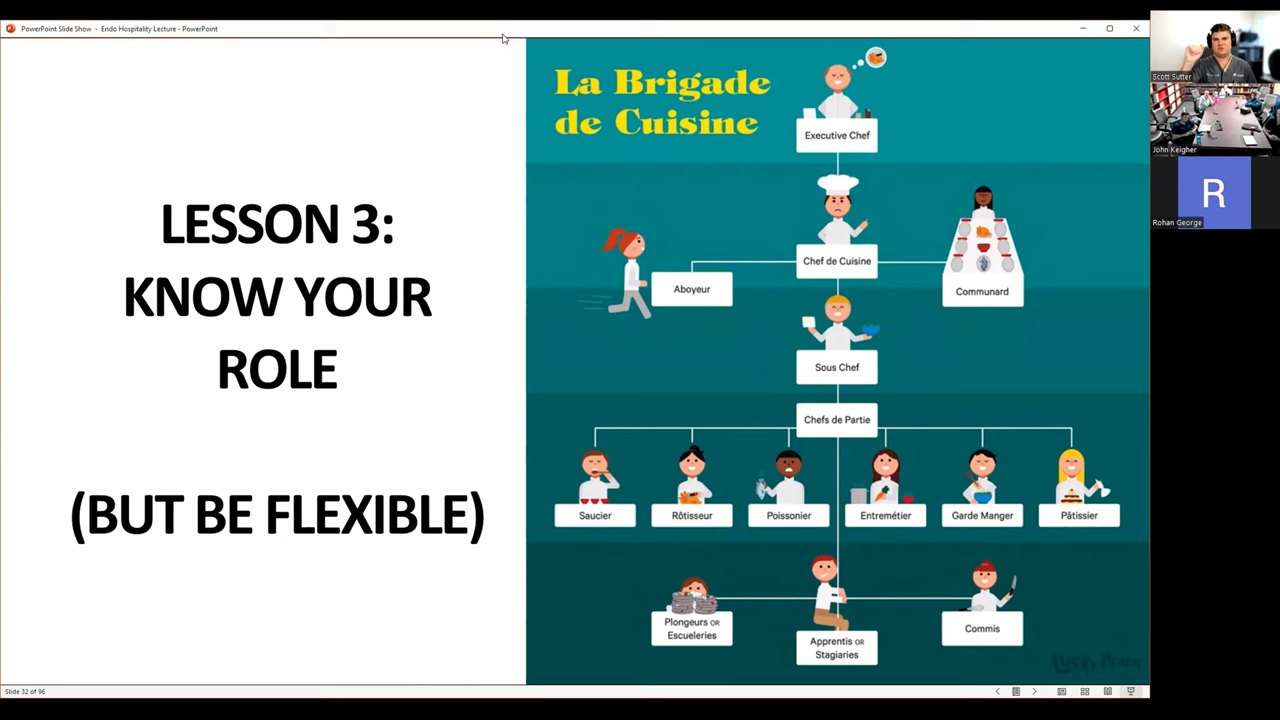 PowerPoint Slide Show - Endo Hospitality Lecture - PowerPoint
LESSON 3:
KNOW YOUR
ROLE
(BUT BE FLEXIBLE)
La Brigade
de Cuisine
Executive Chef
Chef de Cuisine
Aboyeur
Communard
Sous Chef
Chefs de Partie
Saucier
Rôtisseur
Poissonier
Entremétier
Garde Manger
Pâtissier
Plongeurs OR
Escueleries
Apprentis OR
Stagiaries
Commis
Lucky Peach
Slide 32 of 96
Scott Sutter
John Keigher
R
Rohan George